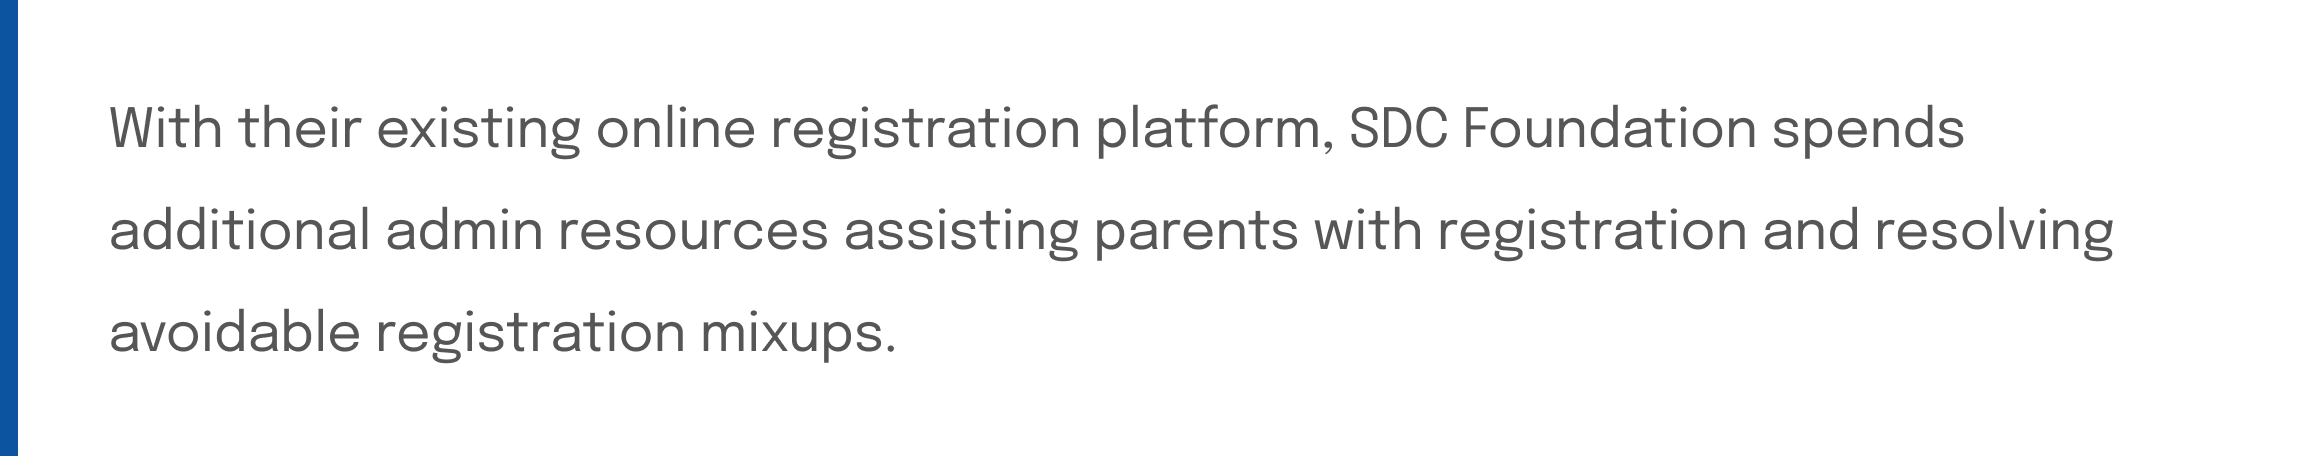 With their existing online registration platform, SDC Foundation spends
additional admin resources assisting parents with registration and resolving
avoidable registration mixups.